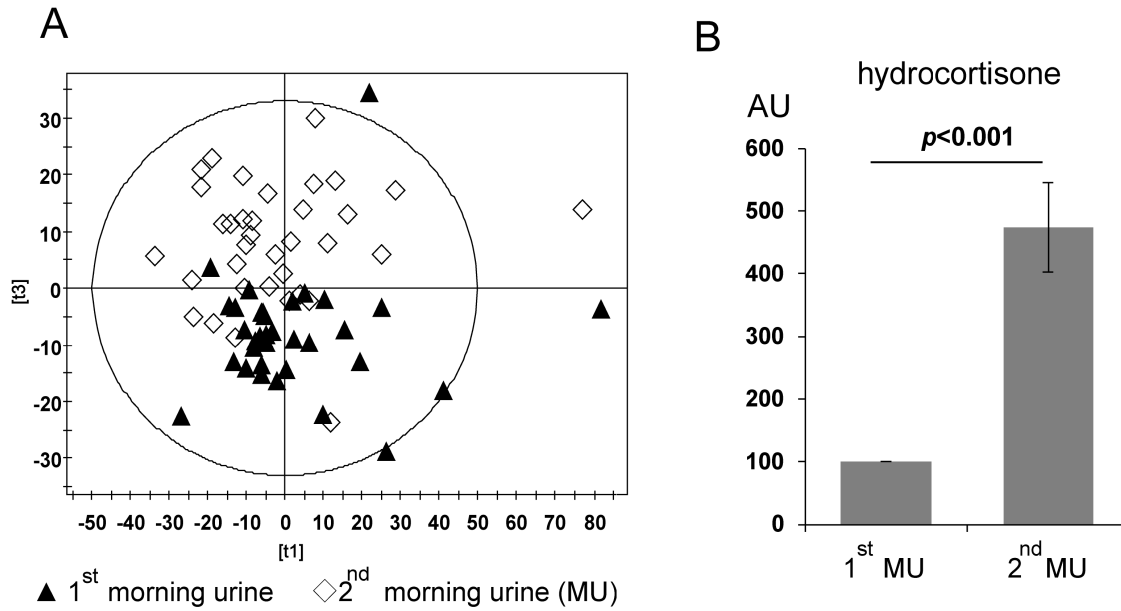 A
[t3]
30
20
10
0
-10
-20
-30
-50 -40 -30 -20 -10 0 10 20 30 40 50 60 70 80
[t1]
▲ 1st morning urine ◇ 2nd morning urine (MU)
B
hydrocortisone
AU
p<0.001
600
500
400
300
200
100
0
1st MU 2nd MU